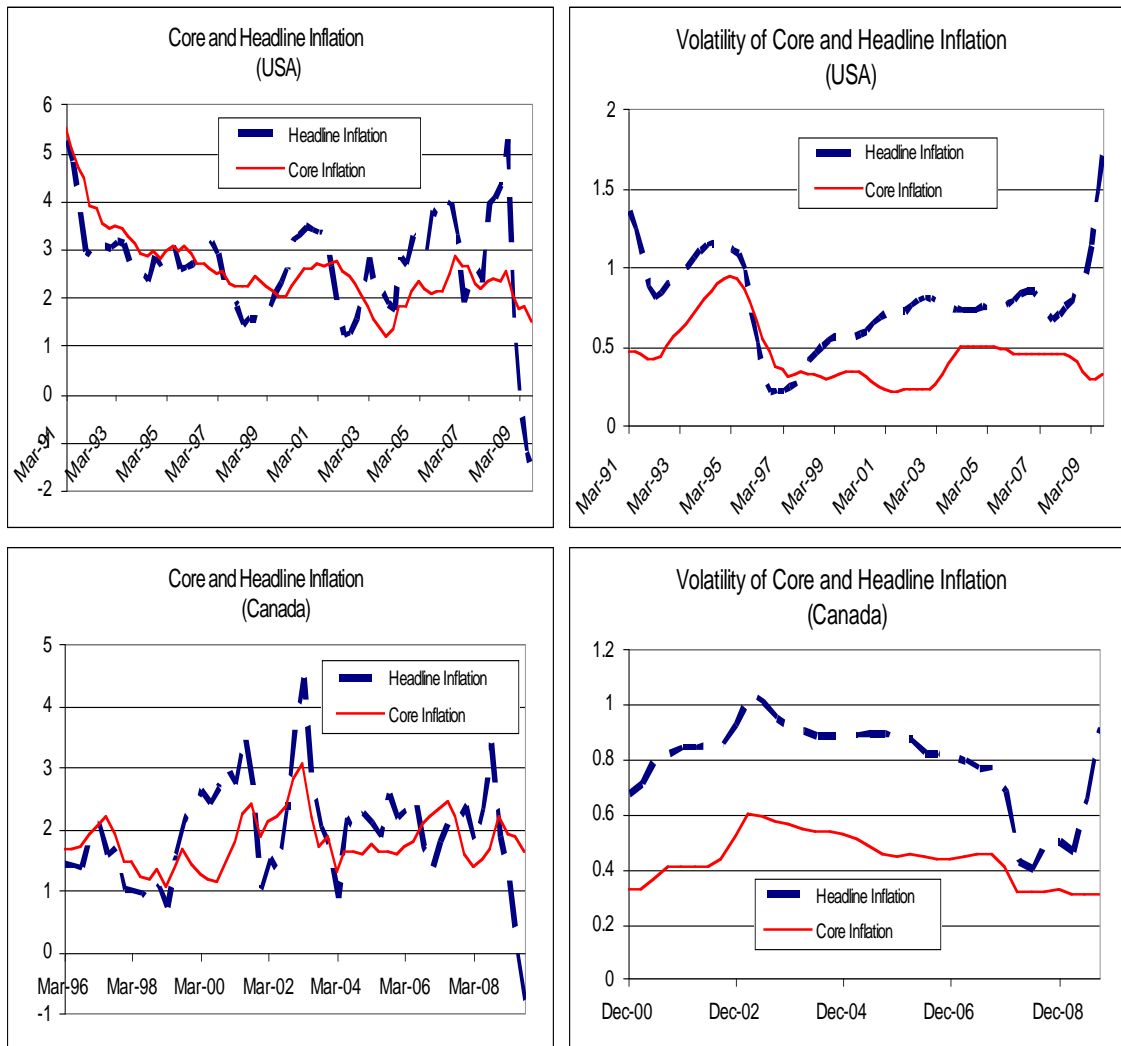 Core and Headline Inflation
(USA)
6
5
4
3
2
1
0
-1
-2
Headline Inflation
Core Inflation
Mar-91
Mar-93
Mar-95
Mar-97
Mar-99
Mar-01
Mar-03
Mar-05
Mar-07
Mar-09
Volatility of Core and Headline Inflation
(USA)
2
1.5
1
0.5
0
Headline Inflation
Core Inflation
Mar-91
Mar-93
Mar-95
Mar-97
Mar-99
Mar-01
Mar-03
Mar-05
Mar-07
Mar-09
Core and Headline Inflation
(Canada)
5
4
3
2
1
0
-1
Headline Inflation
Core Inflation
Mar-96
Mar-98
Mar-00
Mar-02
Mar-04
Mar-06
Mar-08
Volatility of Core and Headline Inflation
(Canada)
1.2
1
0.8
0.6
0.4
0.2
0
Headline Inflation
Core Inflation
Dec-00
Dec-02
Dec-04
Dec-06
Dec-08